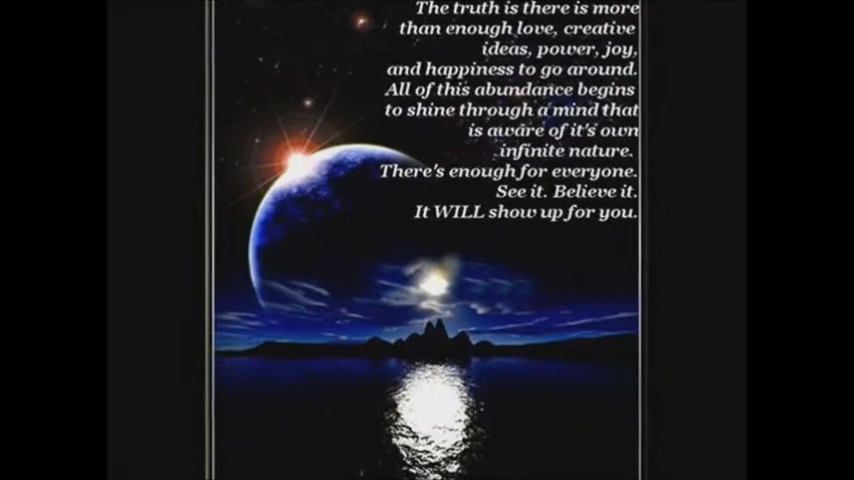 The truth is there is more
than enough love, creative
ideas, power, joy,
and happiness to go around.
All of this abundance begins
to shine through a mind that
is aware of it's own
infinite nature.
There's enough for everyone.
See it. Believe it.
It WILL show up for you.